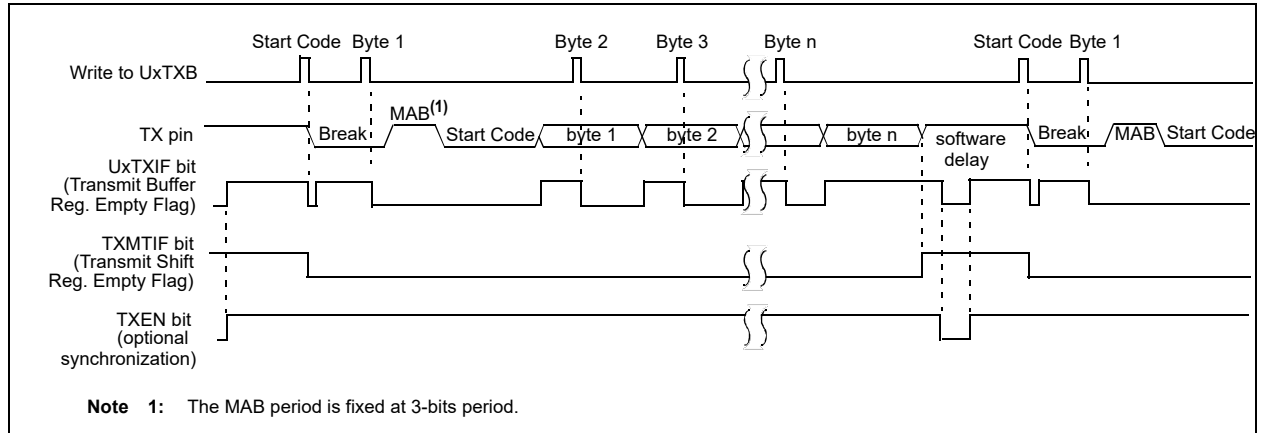 Start Code Byte 1 Byte 2 Byte 3 Byte n Start Code Byte 1
Write to UxTXB
MAB(1)
TX pin Break Start Code byte 1 byte 2 byte n software delay Break MAB Start Code
UxTXIF bit
(Transmit Buffer
Reg. Empty Flag)
TXMTIF bit
(Transmit Shift
Reg. Empty Flag)
TXEN bit
(optional
synchronization)
Note 1: The MAB period is fixed at 3-bits period.